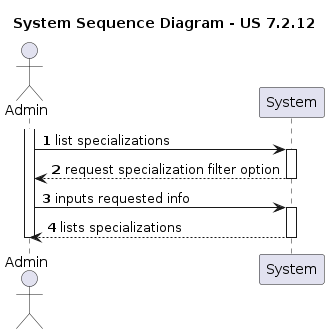 System Sequence Diagram - US 7.2.12
Admin
System
1 list specializations
2 request specialization filter option
3 inputs requested info
4 lists specializations
Admin
System